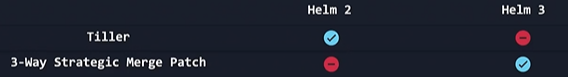 Helm 2 Helm 3
Tiller
3-Way Strategic Merge Patch